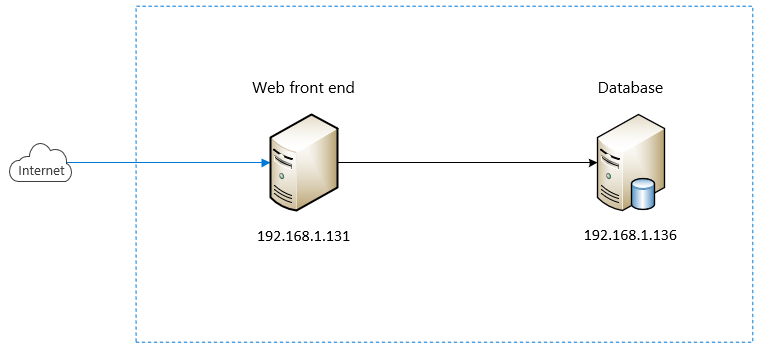 Web front end
Database
Internet
192.168.1.131
192.168.1.136